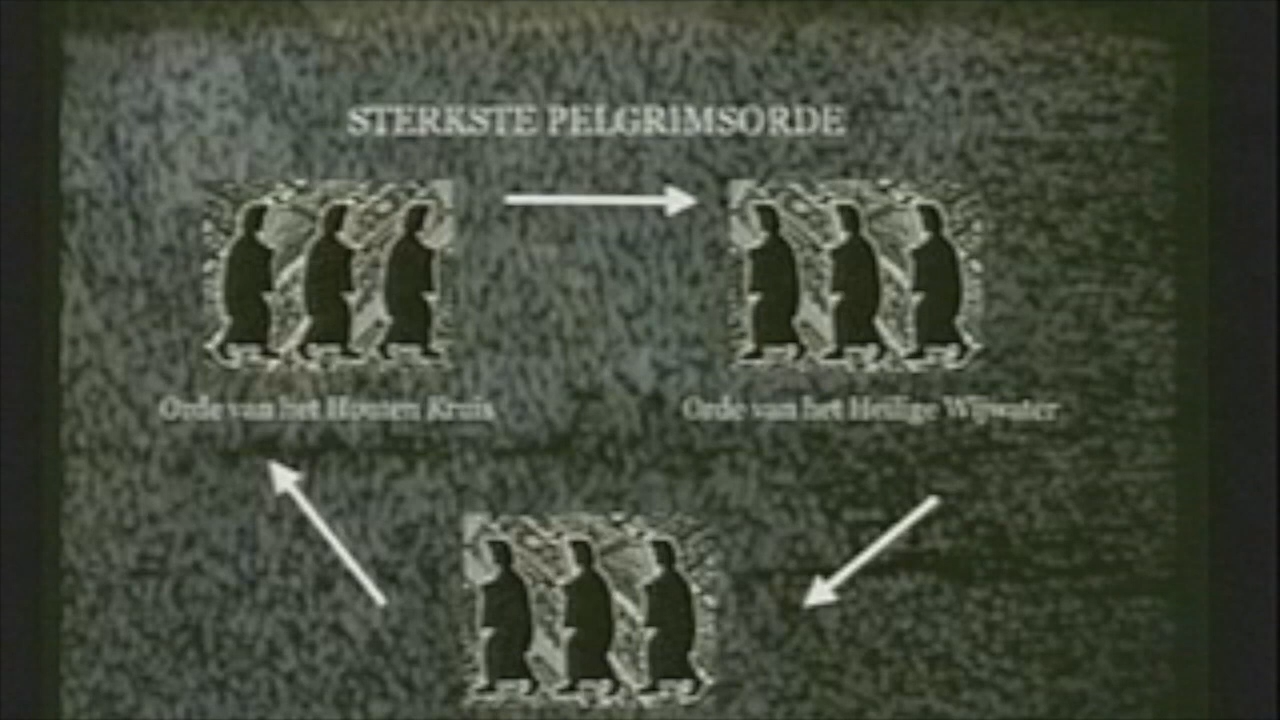 STERKSTE PELGRIMSORDE
Orde van het Houten Kruis
Orde van het Heilige Wijwater